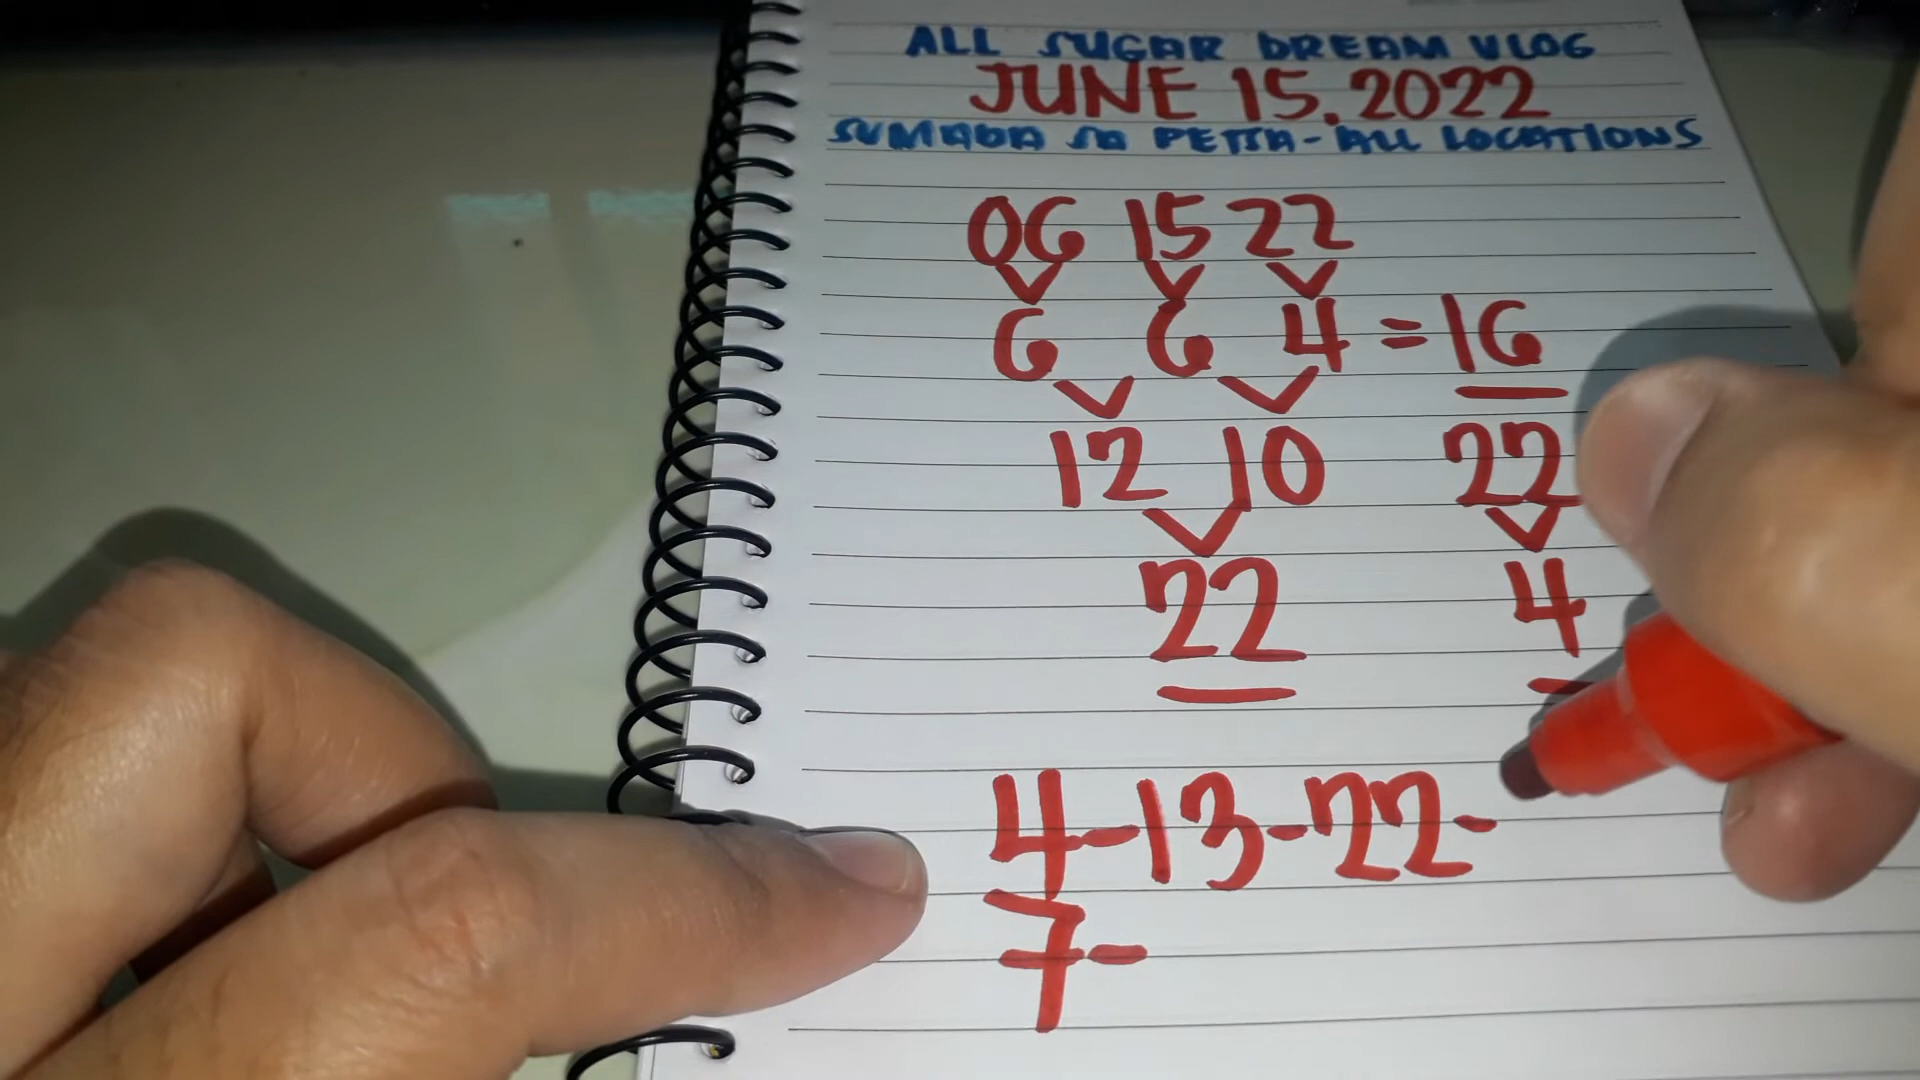 ALL SUGAR DREAM VLOG
JUNE 15.2022
SUMADA SA PETSA-ALL LOCATIONS
06 15 22
6 6 4 = 16
12 10 22
22 4
4-13-22-
7-